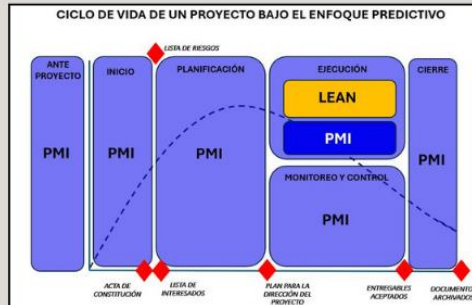 CICLO DE VIDA DE UN PROYECTO BAJO EL ENFOQUE PREDICTIVO
LISTA DE RIESGOS
ANTE
PROYECTO
INICIO
PLANIFICACIÓN
EJECUCIÓN
CIERRE
LEAN
PMI
PMI
PMI
PMI
PMI
MONITOREO Y CONTROL
PMI
ACTA DE
CONSTITUCIÓN
LISTA DE
INTERESADOS
PLAN PARA LA
DIRECCIÓN DEL
PROYECTO
ENTREGABLES
ACEPTADOS